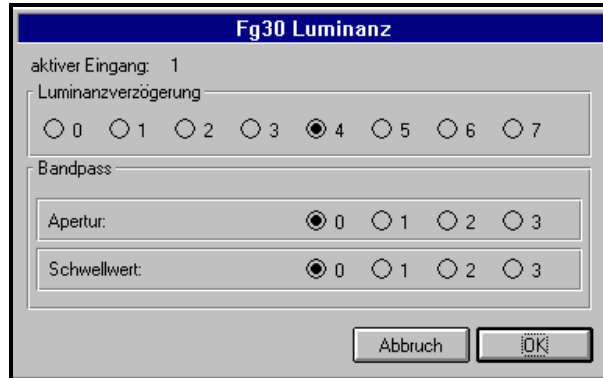 Fg30 Luminanz
aktiver Eingang: 1
Luminanzverzögerung
0 1 2 3 4 5 6 7
Bandpass
Apertur: 0 1 2 3
Schwellwert: 0 1 2 3
Abbruch OK